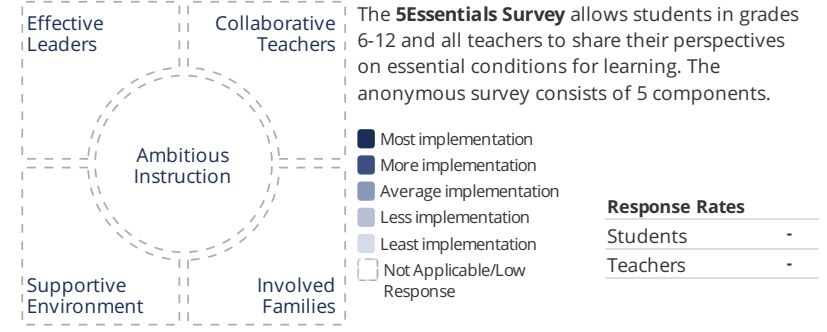 Effective
Leaders
Collaborative
Teachers
Ambitious
Instruction
Supportive
Environment
Involved
Families
The 5Essentials Survey allows students in grades
6-12 and all teachers to share their perspectives
on essential conditions for learning. The
anonymous survey consists of 5 components.
Most implementation
More implementation
Average implementation
Less implementation
Least implementation
Not Applicable/Low
Response
Response Rates
Students -
Teachers -